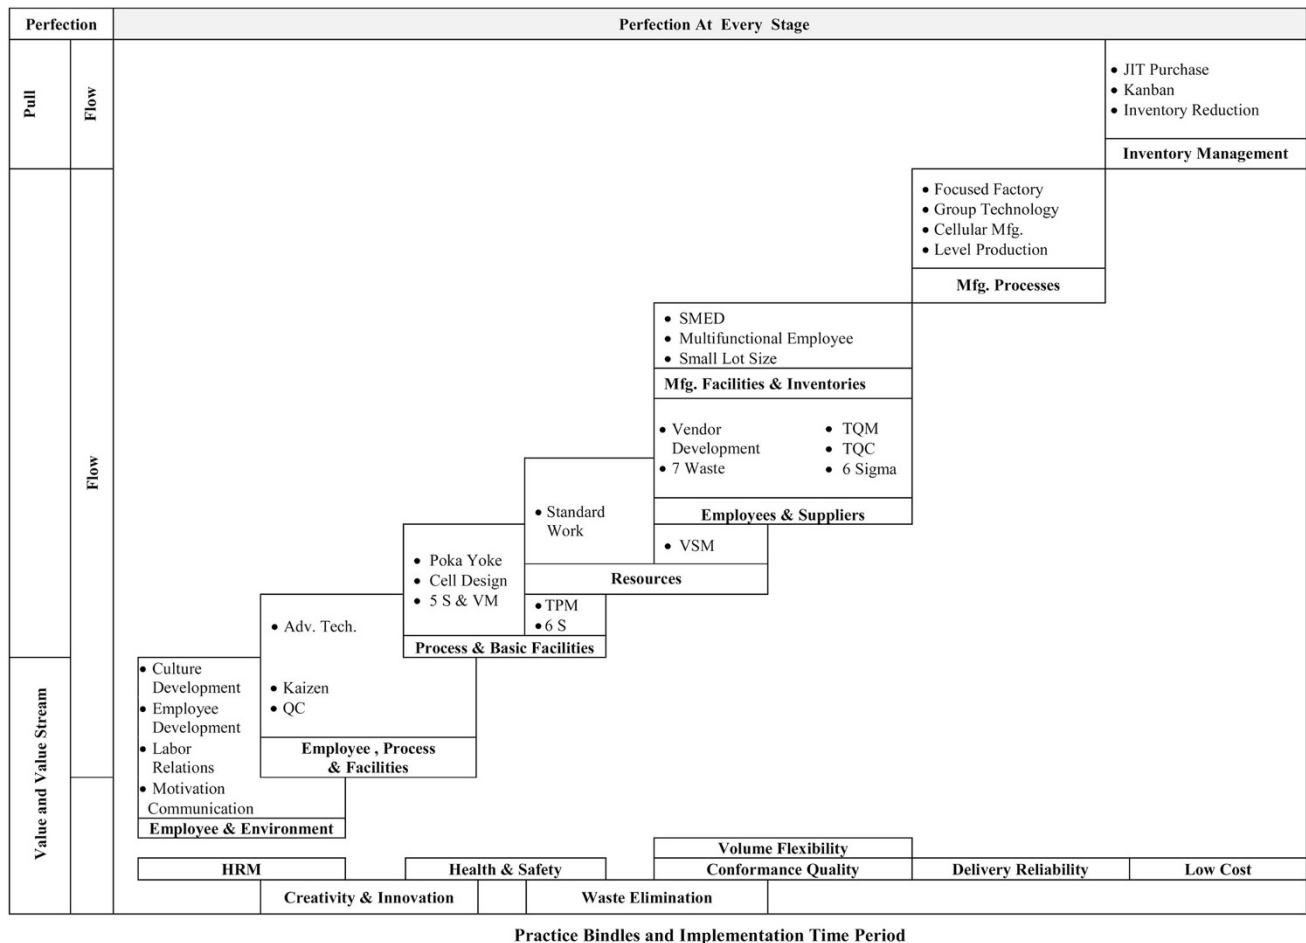 Perfection
Perfection At Every Stage
Pull
Flow
• JIT Purchase
• Kanban
• Inventory Reduction
Inventory Management
Flow
• Focused Factory
• Group Technology
• Cellular Mfg.
• Level Production
Mfg. Processes
• SMED
• Multifunctional Employee
• Small Lot Size
Mfg. Facilities & Inventories
• Vendor
Development
• 7 Waste
• TQM
• TQC
• 6 Sigma
Employees & Suppliers
• Standard
Work
• VSM
Resources
• Poka Yoke
• Cell Design
• 5 S & VM
• TPM
• 6 S
Process & Basic Facilities
• Adv. Tech.
• Kaizen
• QC
Employee , Process
& Facilities
Value and Value Stream
• Culture
Development
• Employee
Development
• Labor
Relations
• Motivation
Communication
Employee & Environment
Volume Flexibility
HRM
Health & Safety
Conformance Quality
Delivery Reliability
Low Cost
Creativity & Innovation
Waste Elimination
Practice Bindles and Implementation Time Period